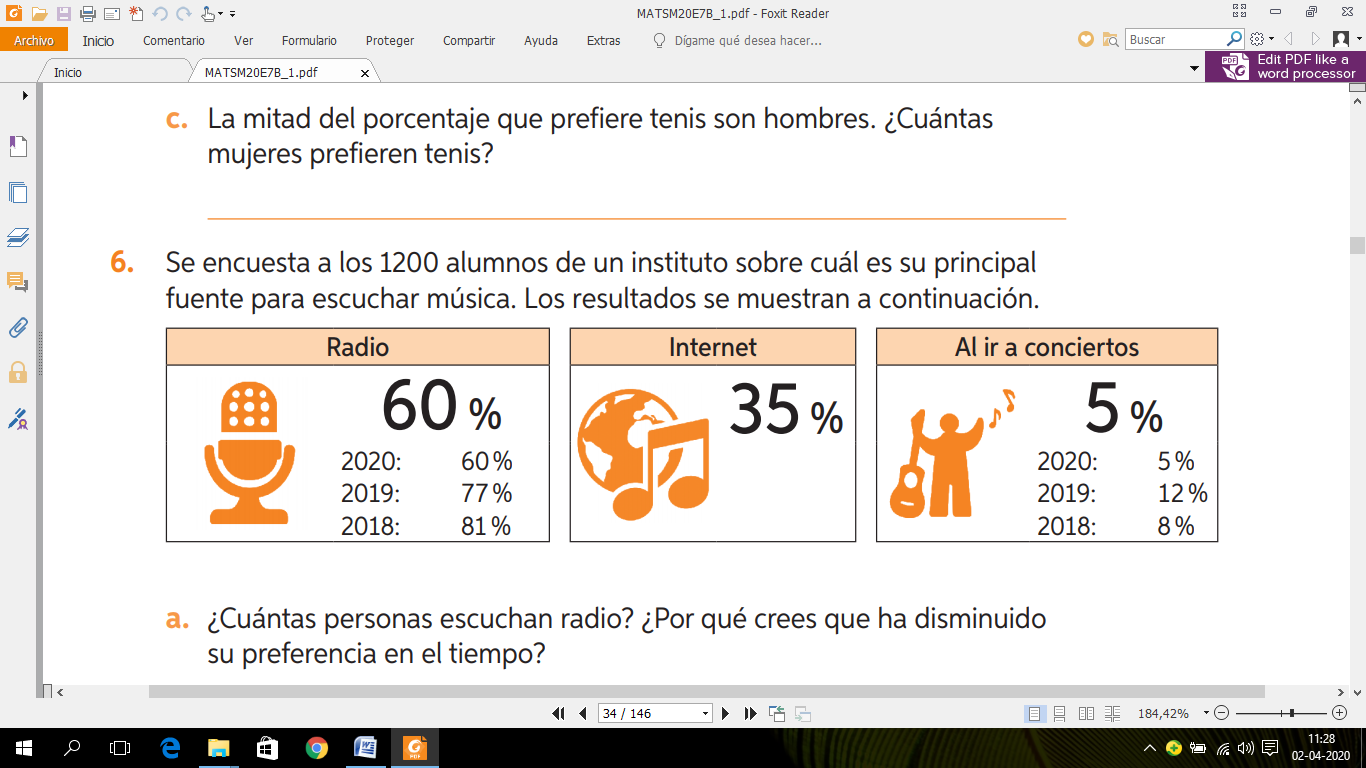 MATSM20E7B_1.pdf - Foxit Reader
Archivo Inicio Comentario Ver Formulario Proteger Compartir Ayuda Extras Dígame qué desea hacer... Buscar
Inicio MATSM20E7B_1.pdf
Edit PDF like a
word processor
c. La mitad del porcentaje que prefiere tenis son hombres. ¿Cuántas
mujeres prefieren tenis?
6. Se encuesta a los 1200 alumnos de un instituto sobre cuál es su principal
fuente para escuchar música. Los resultados se muestran a continuación.
Radio
60 %
2020: 60 %
2019: 77 %
2018: 81 %
Internet
35 %
Al ir a conciertos
5 %
2020: 5 %
2019: 12 %
2018: 8 %
a. ¿Cuántas personas escuchan radio? ¿Por qué crees que ha disminuido
su preferencia en el tiempo?
34 / 146 184,42%
11:28
02-04-2020